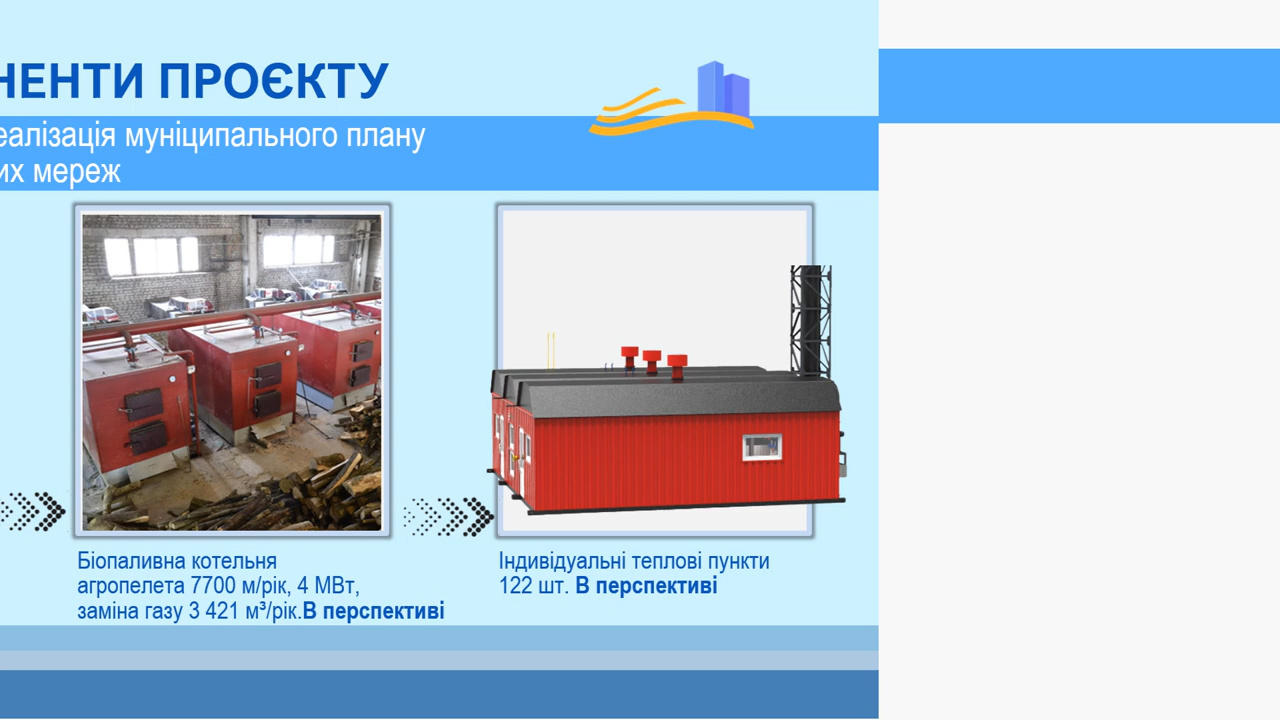 НЕНТИ ПРОЄКТУ
еалізація муніципального плану
их мереж
Біопаливна котельня
агропелета 7700 м/рік, 4 МВт,
заміна газу 3 421 м³/рік.В перспективі
Індивідуальні теплові пункти
122 шт. В перспективі